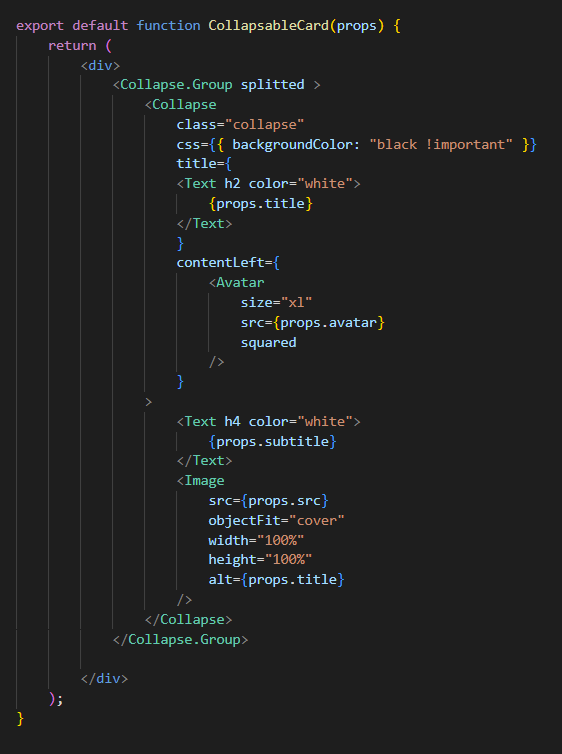 export default function CollapsableCard(props) {
    return (
        <div>
            <Collapse.Group splitted >
                <Collapse
                    class="collapse"
                    css={{ backgroundColor: "black !important" }}
                    title={
                    <Text h2 color="white">
                        {props.title}
                    </Text>
                    }
                    contentLeft={
                        <Avatar
                            size="xl"
                            src={props.avatar}
                            squared
                        />
                    }
                >
                    <Text h4 color="white">
                        {props.subtitle}
                    </Text>
                    <Image
                        src={props.src}
                        objectFit="cover"
                        width="100%"
                        height="100%"
                        alt={props.title}
                    />
                </Collapse>
            </Collapse.Group>

        </div>
    );
}